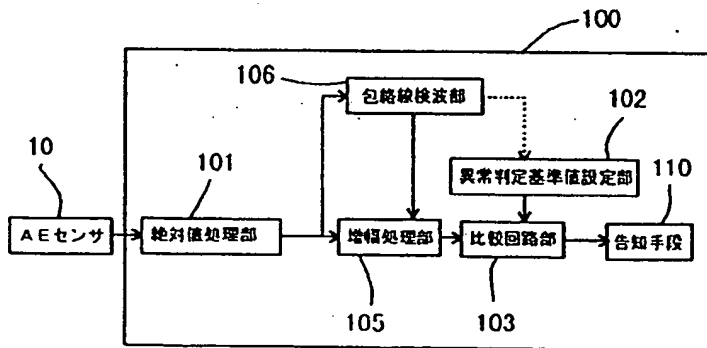 100
106
包絡線検波部
102
10
101
異常判定基準値設定部
110
AEセンサ
絶対値処理部
増幅処理部
比較回路部
告知手段
105
103